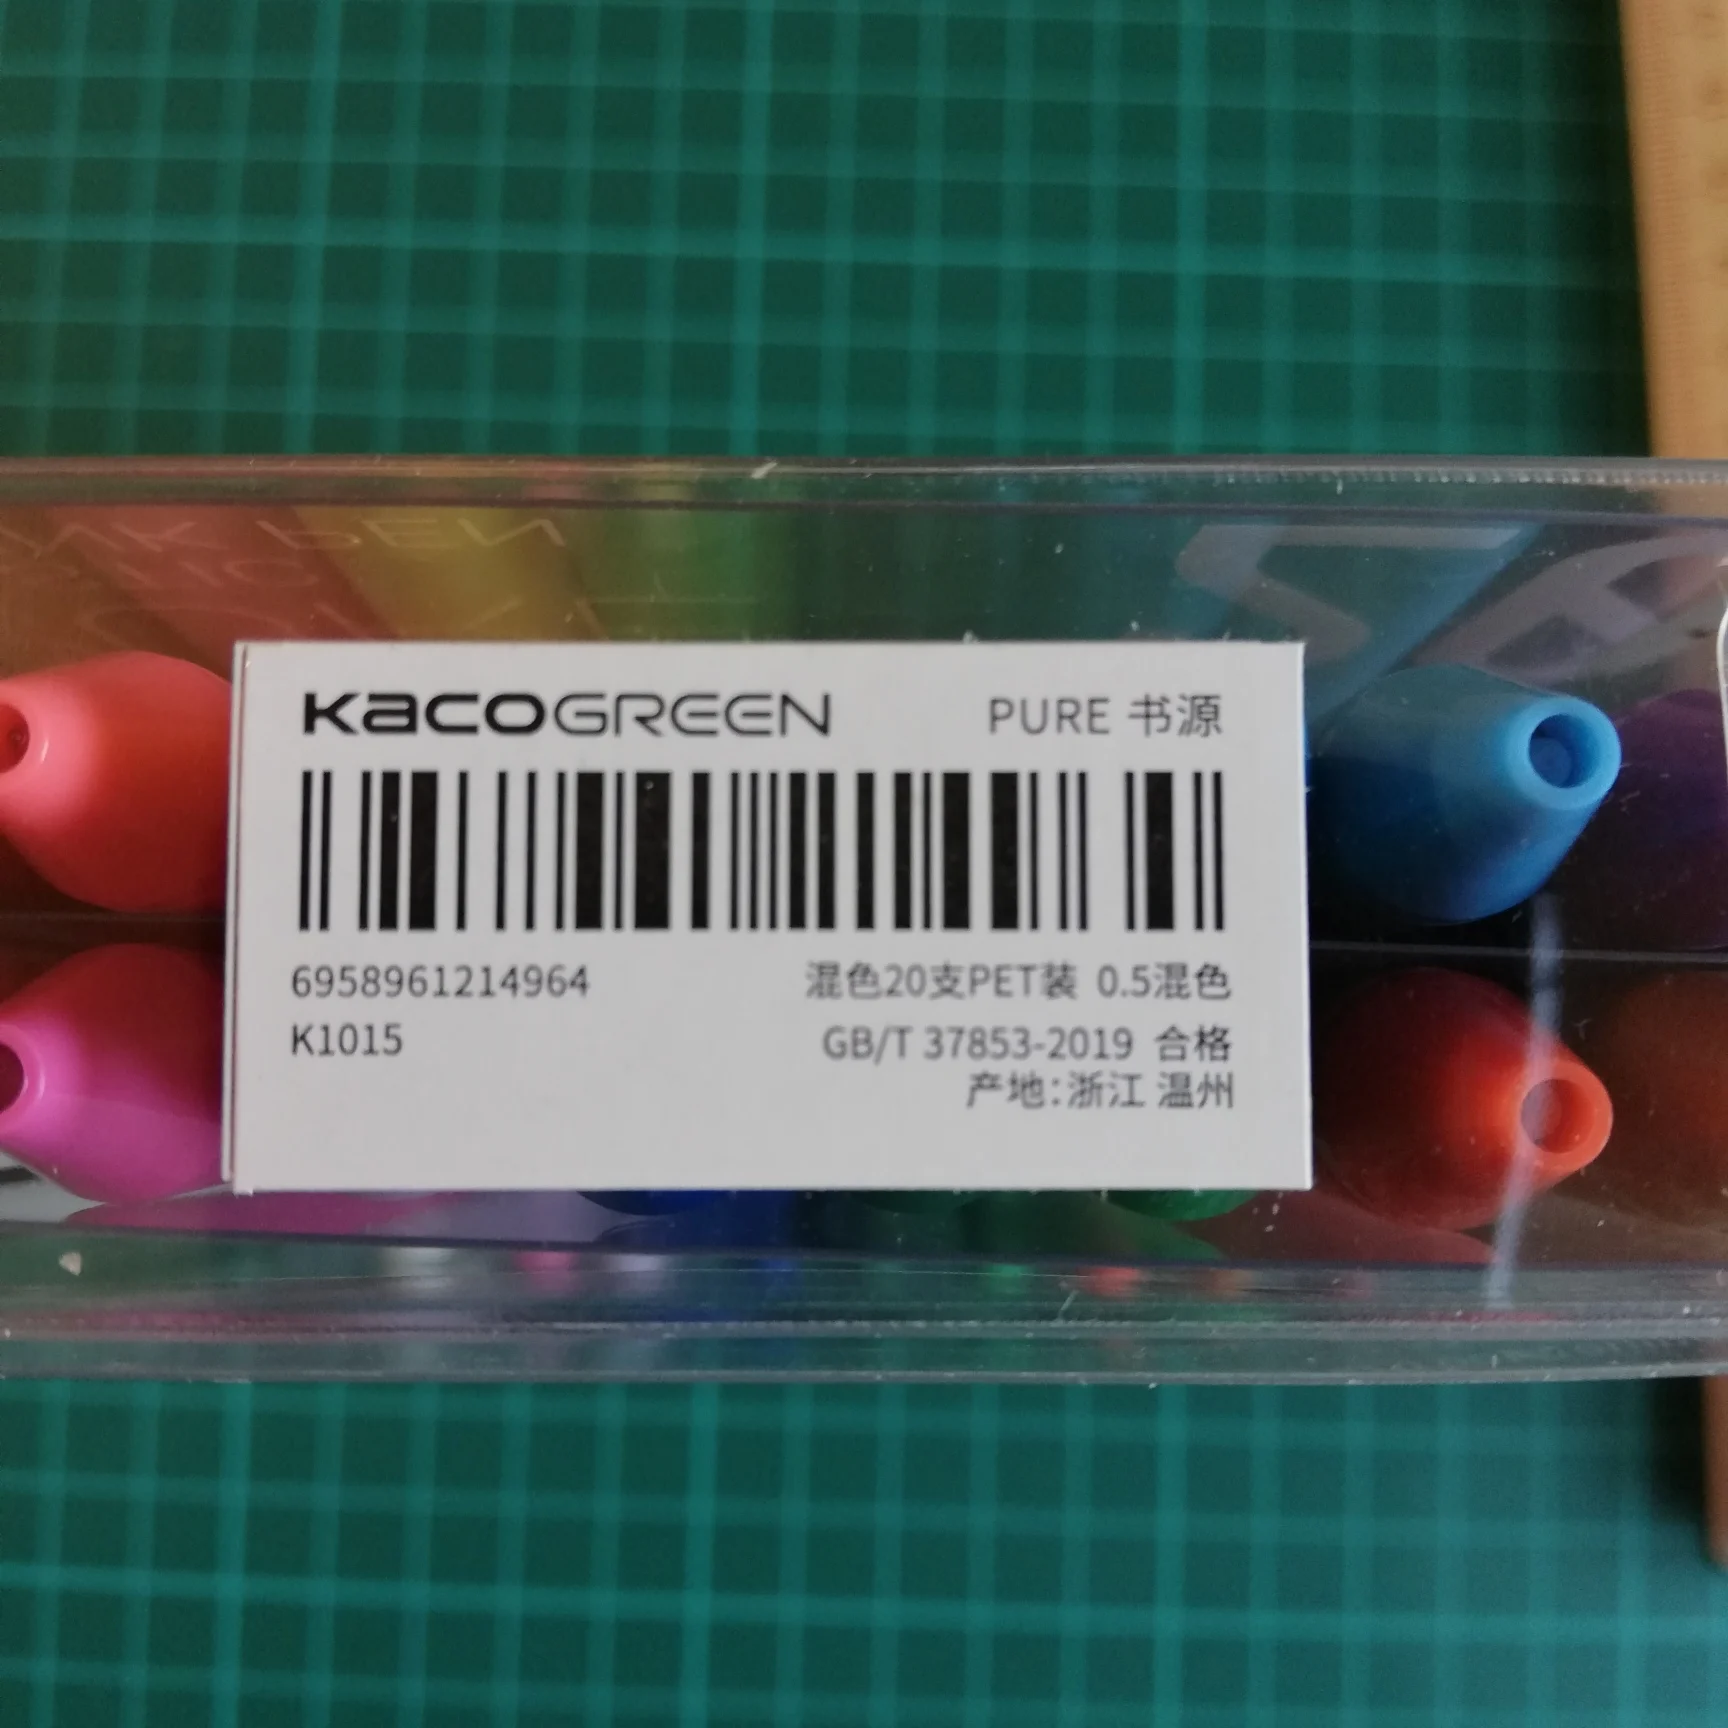 KACOGREEN PURE 书源
6958961214964 混色20支PET装 0.5混色
K1015 GB/T 37853-2019 合格
产地:浙江 温州